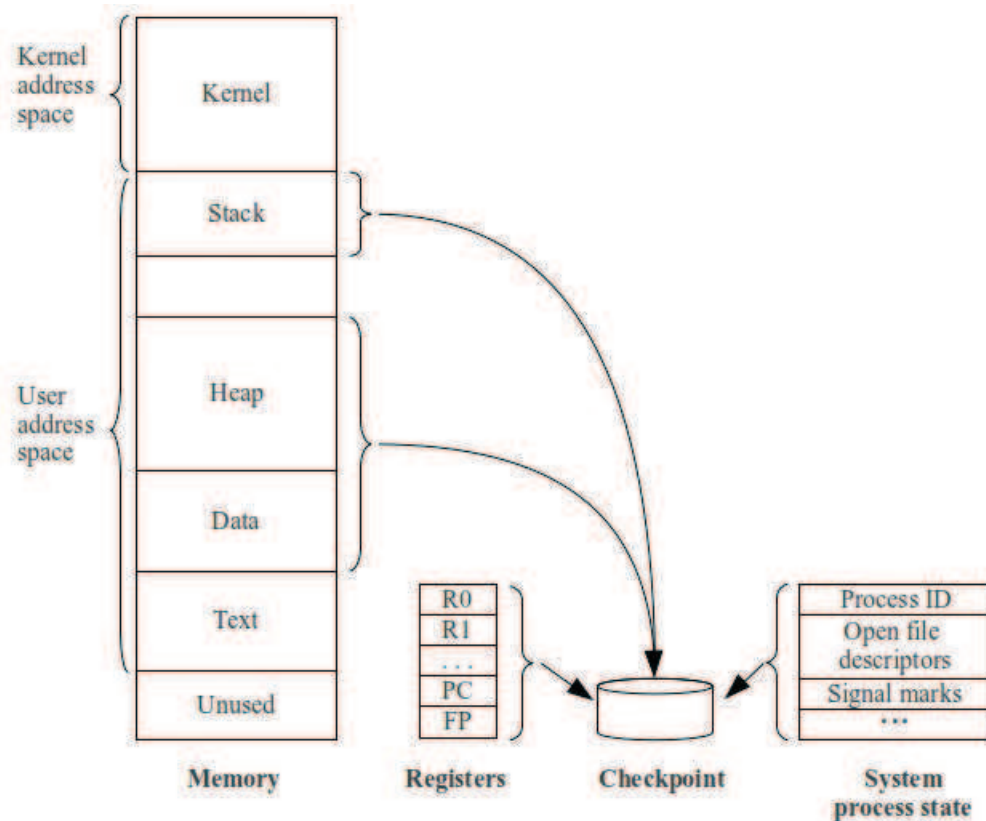 Kernel
address
space
Kernel
Stack
User
address
space
Heap
Data
Text
Unused
R0
R1
. . .
PC
FP
Process ID
Open file
descriptors
Signal marks
...
Memory
Registers
Checkpoint
System
process state